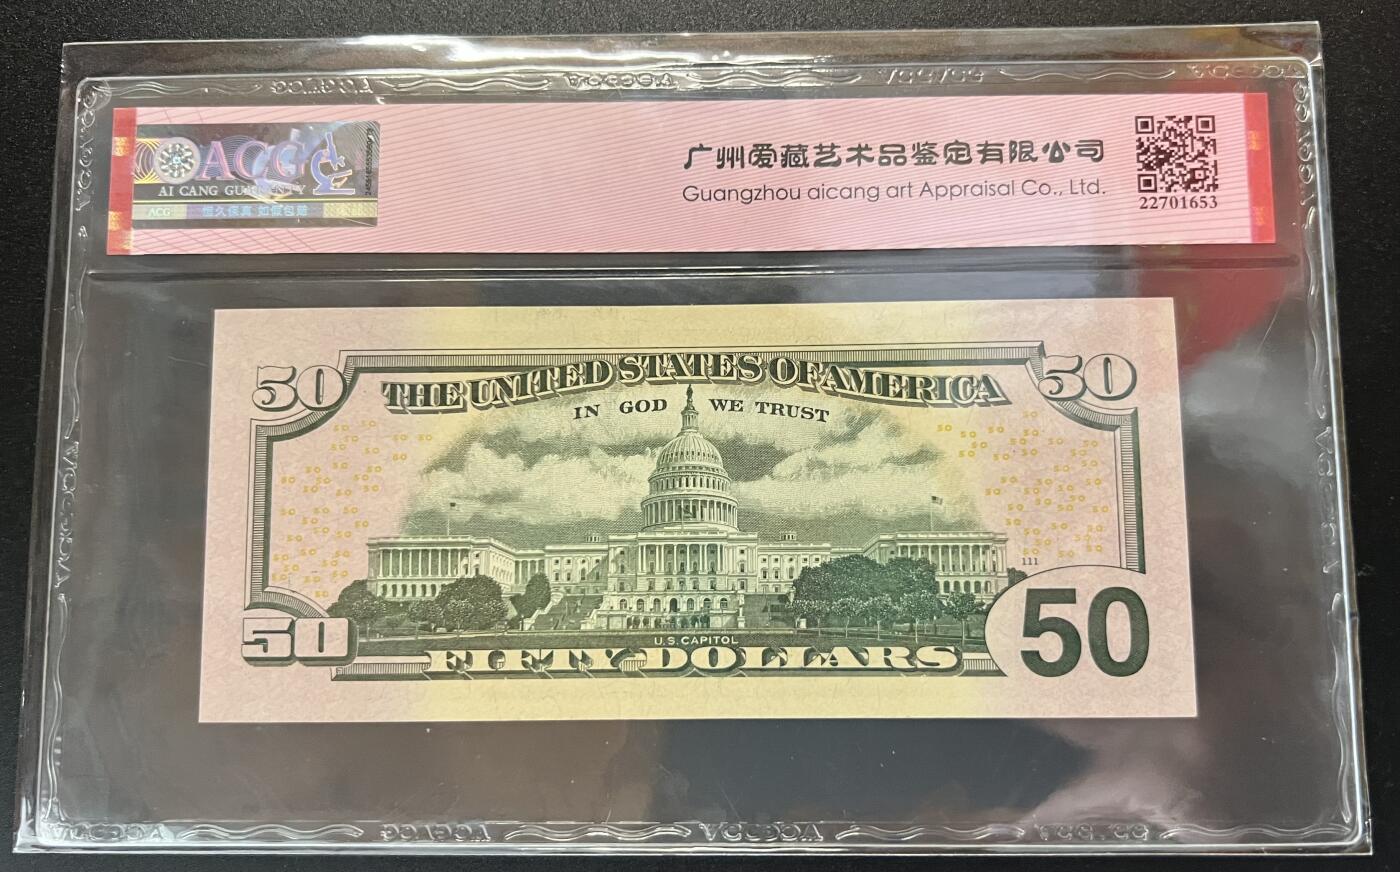 ACG
AI CANG GUARANTY
ACG 恒久保真 如假包赔
广州爱藏艺术品鉴定有限公司
Guangzhou aicang art Appraisal Co., Ltd.
22701653
50 THE UNITED STATES OF AMERICA 50
IN GOD WE TRUST
111
U.S. CAPITOL
50 FIFTY DOLLARS 50